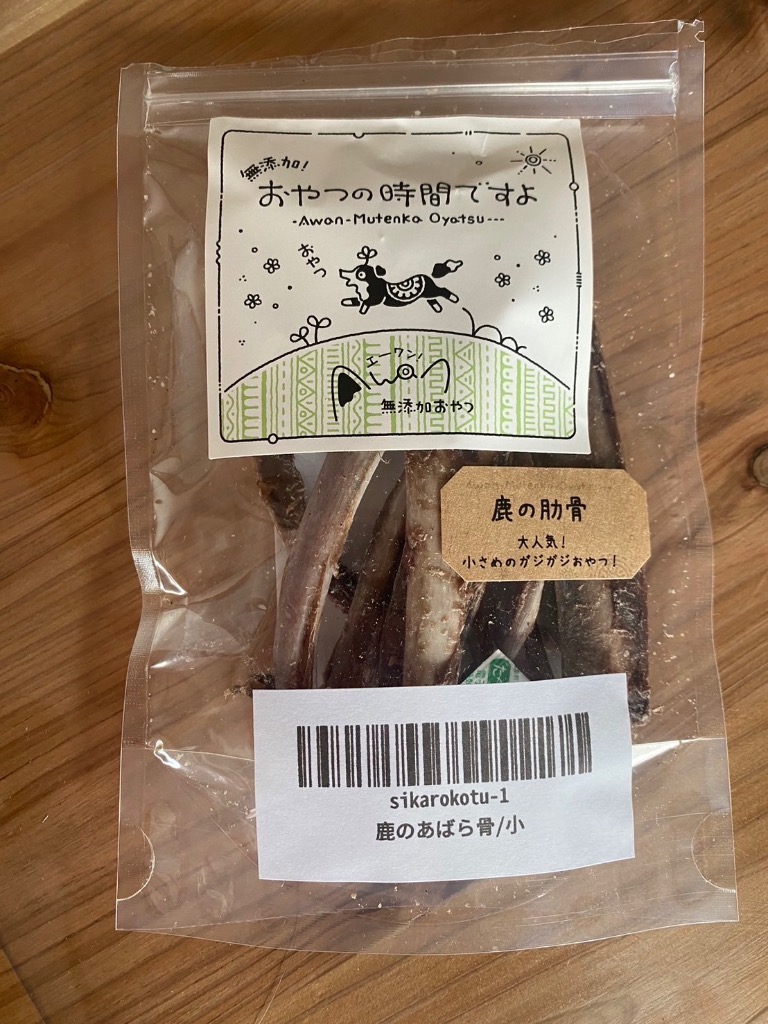 無添加!
おやつの時間ですよ
-Awan-Mutenka Oyatsu---
おやつ
エーワン!
Awan
無添加おやつ
鹿の肋骨
大人気!
小さめのガジガジおやつ!
sikarokotu-1
鹿のあばら骨/小